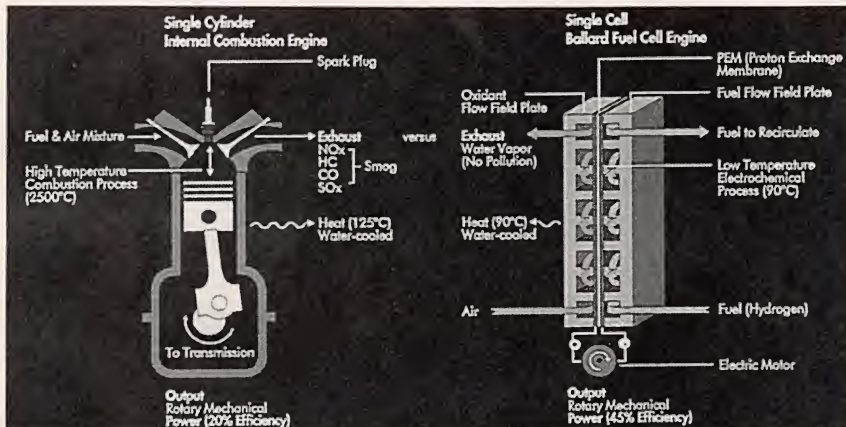 Single Cylinder
Internal Combustion Engine
Spark Plug
Fuel & Air Mixture
High Temperature
Combustion Process
(2500°C)
Exhaust
NOx
HC
CO
SOx
Smog
Heat (125°C)
Water-cooled
To Transmission
Output
Rotary Mechanical
Power (20% Efficiency)
versus
Single Cell
Ballard Fuel Cell Engine
PEM (Proton Exchange
Membrane)
Oxidant
Flow Field Plate
Fuel Flow Field Plate
Exhaust
Water Vapor
(No Pollution)
Fuel to Recirculate
Low Temperature
Electrochemical
Process (90°C)
Heat (90°C)
Water-cooled
Air
Fuel (Hydrogen)
Electric Motor
Output
Rotary Mechanical
Power (45% Efficiency)